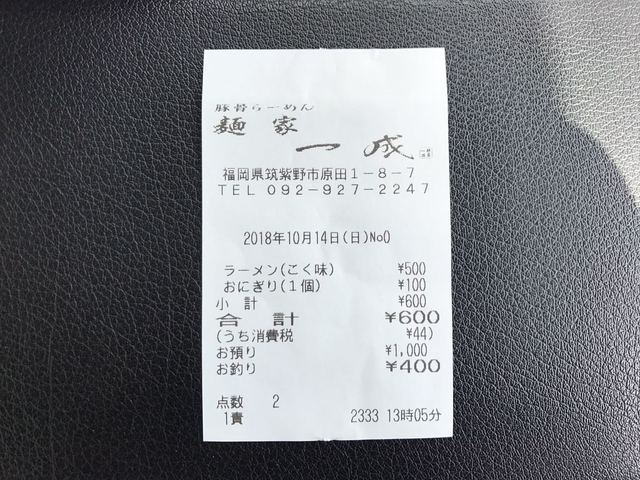 豚骨らーめん
麺家
一成
福岡県筑紫野市原田1-8-7
TEL 092-927-2247
2018年10月14日(日)No0
ラーメン(こく味) ¥500
おにぎり(1個) ¥100
小計 ¥600
合計 ¥600
(うち消費税 ¥44)
お預り ¥1,000
お釣り ¥400
点数 2
1責 2333 13時05分